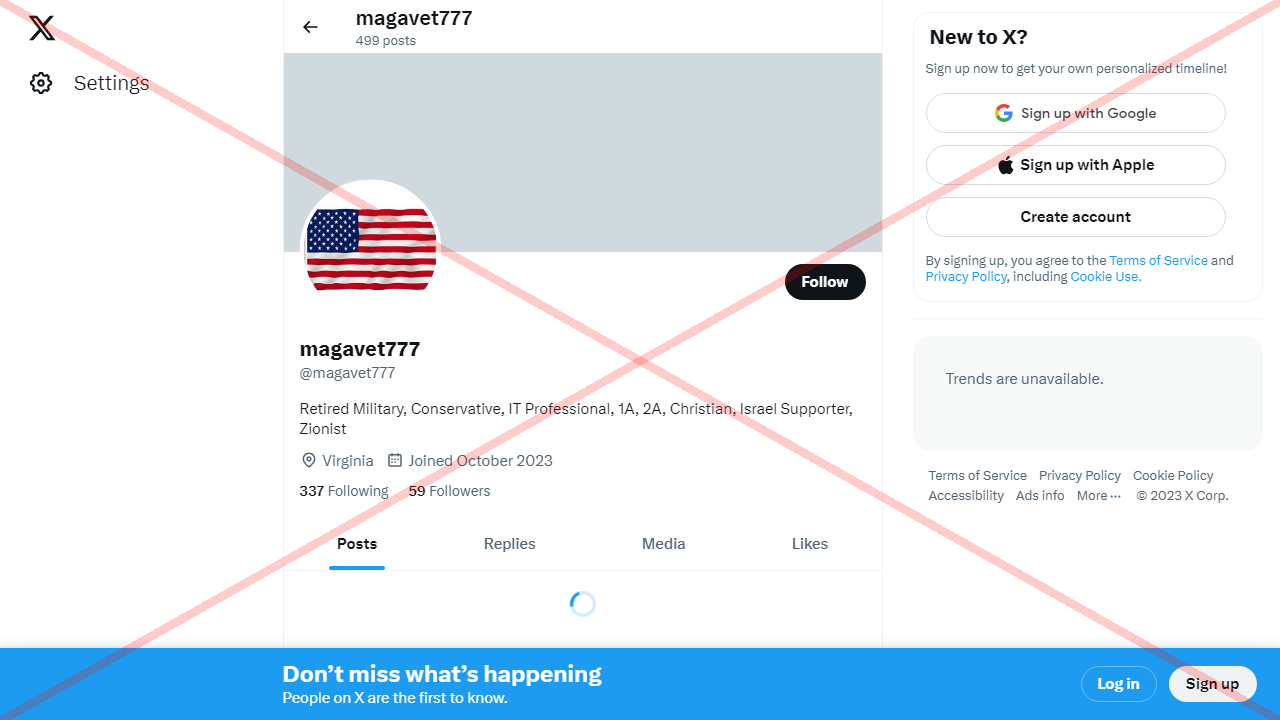 Settings
magavet777
499 posts
Follow
magavet777
@magavet777
Retired Military, Conservative, IT Professional, 1A, 2A, Christian, Israel Supporter,
Zionist
Virginia Joined October 2023
337 Following 59 Followers
Posts Replies Media Likes
New to X?
Sign up now to get your own personalized timeline!
Sign up with Google
Sign up with Apple
Create account
By signing up, you agree to the Terms of Service and
Privacy Policy, including Cookie Use.
Trends are unavailable.
Terms of Service Privacy Policy Cookie Policy
Accessibility Ads info More ··· © 2023 X Corp.
Don’t miss what’s happening
People on X are the first to know.
Log in Sign up